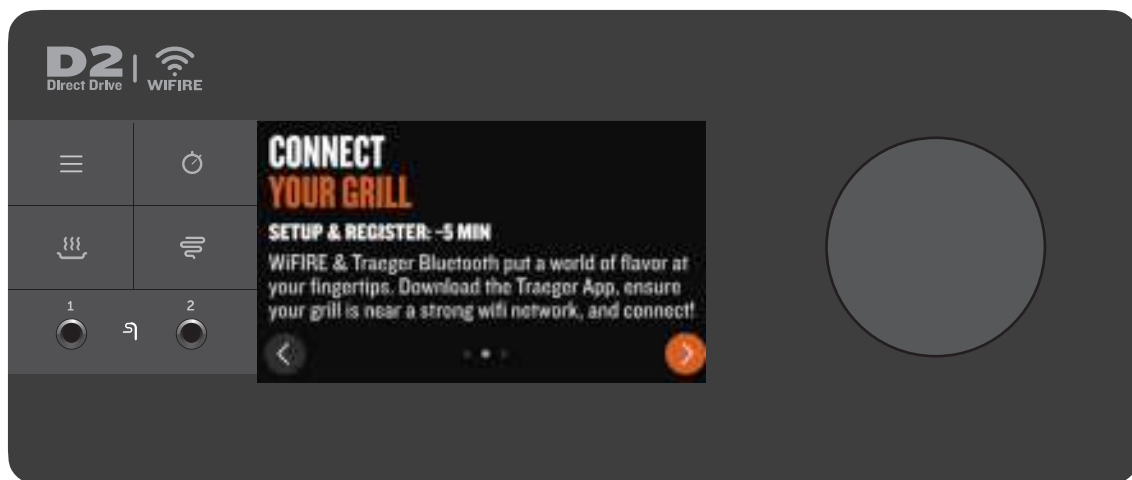 D2
Direct Drive
WIFIRE
1
2
CONNECT
YOUR GRILL
SETUP & REGISTER: ~5 MIN
WiFIRE & Traeger Bluetooth put a world of flavor at
your fingertips. Download the Traeger App, ensure
your grill is near a strong wifi network, and connect!